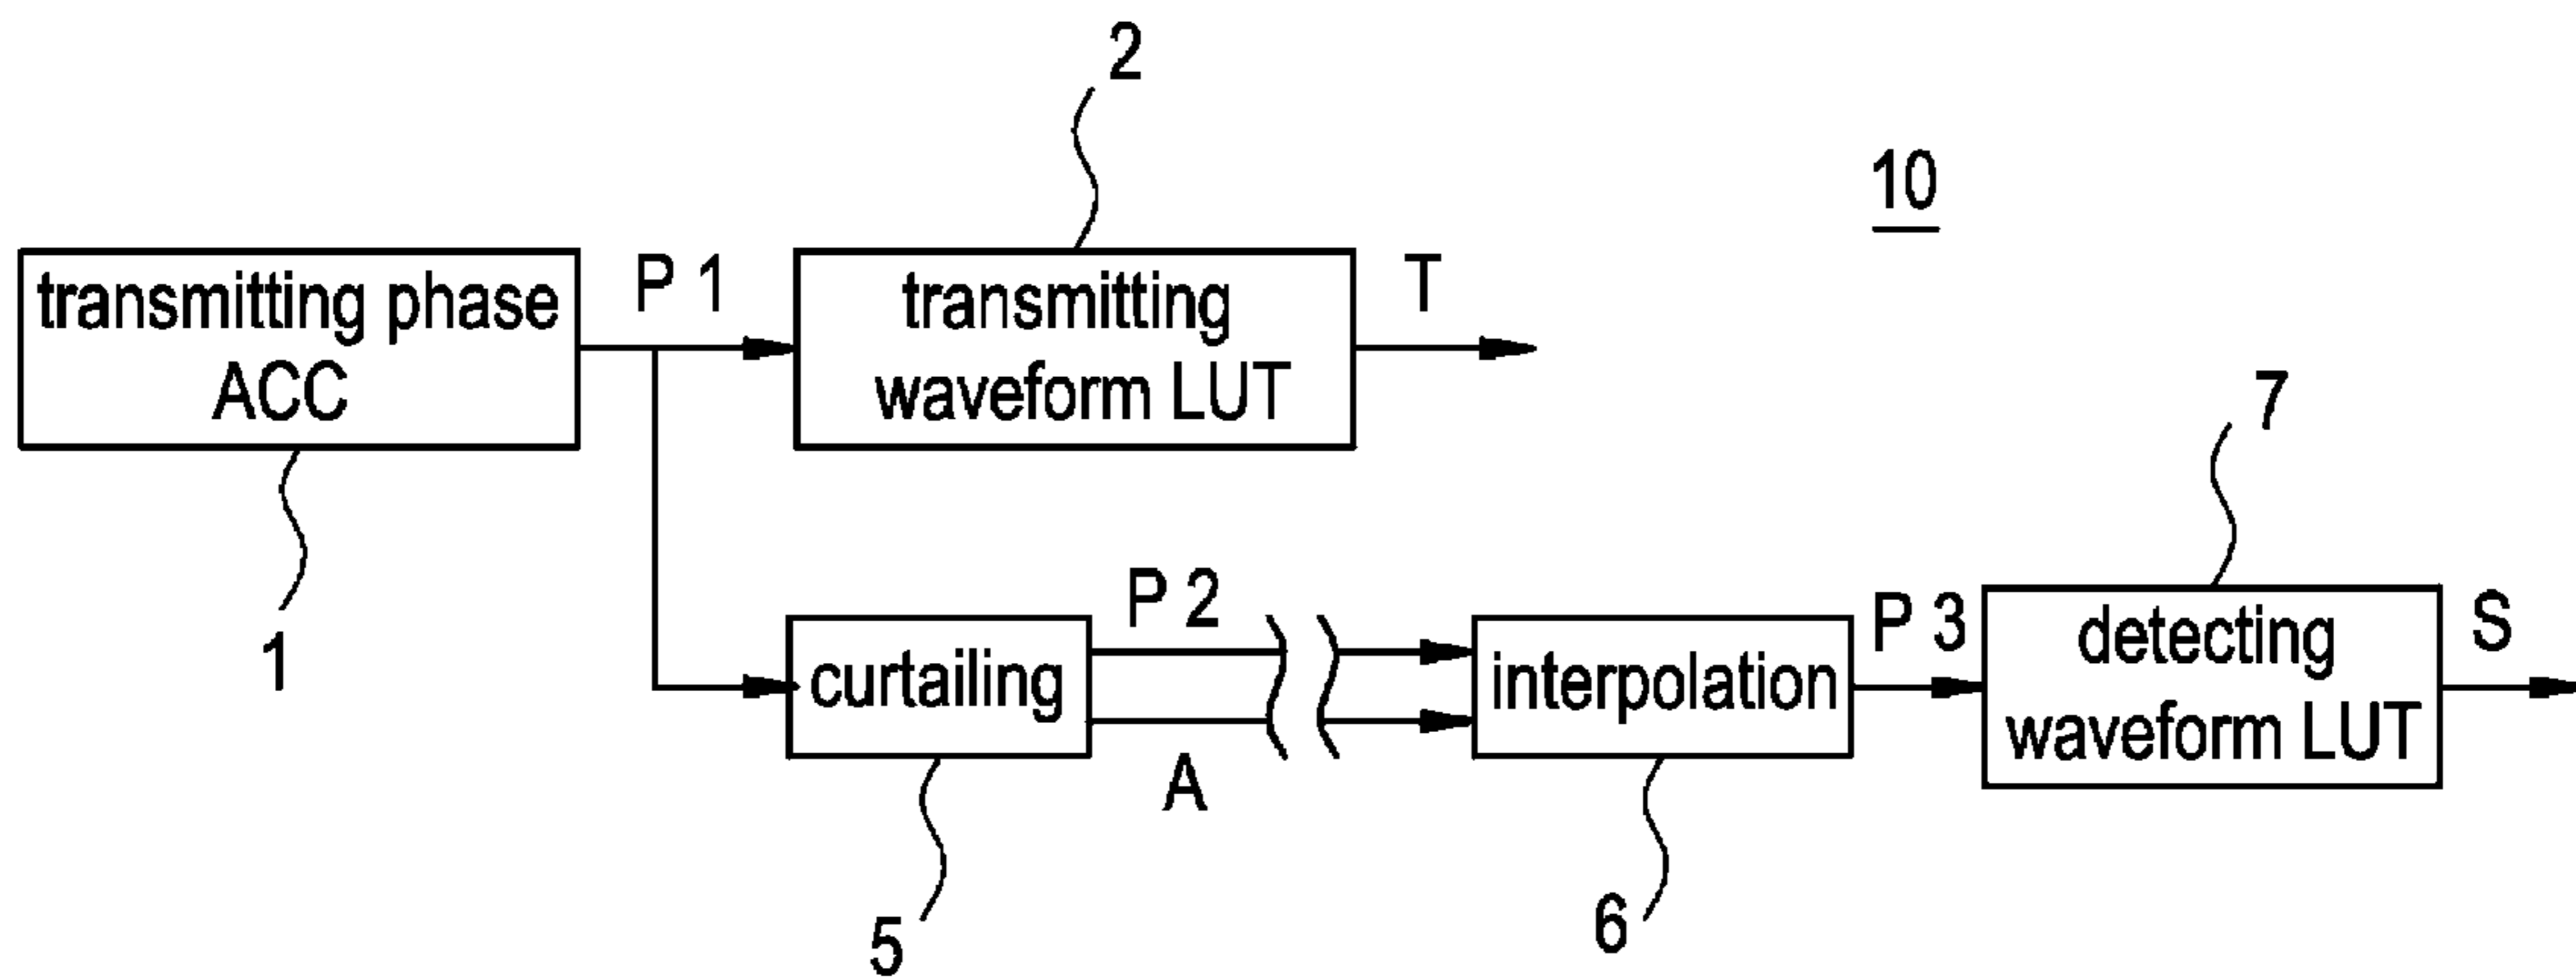 2
10
transmitting phase
ACC
P 1
transmitting
waveform LUT
T
7
1
curtailing
P 2
A
interpolation
P 3
detecting
waveform LUT
S
5
6